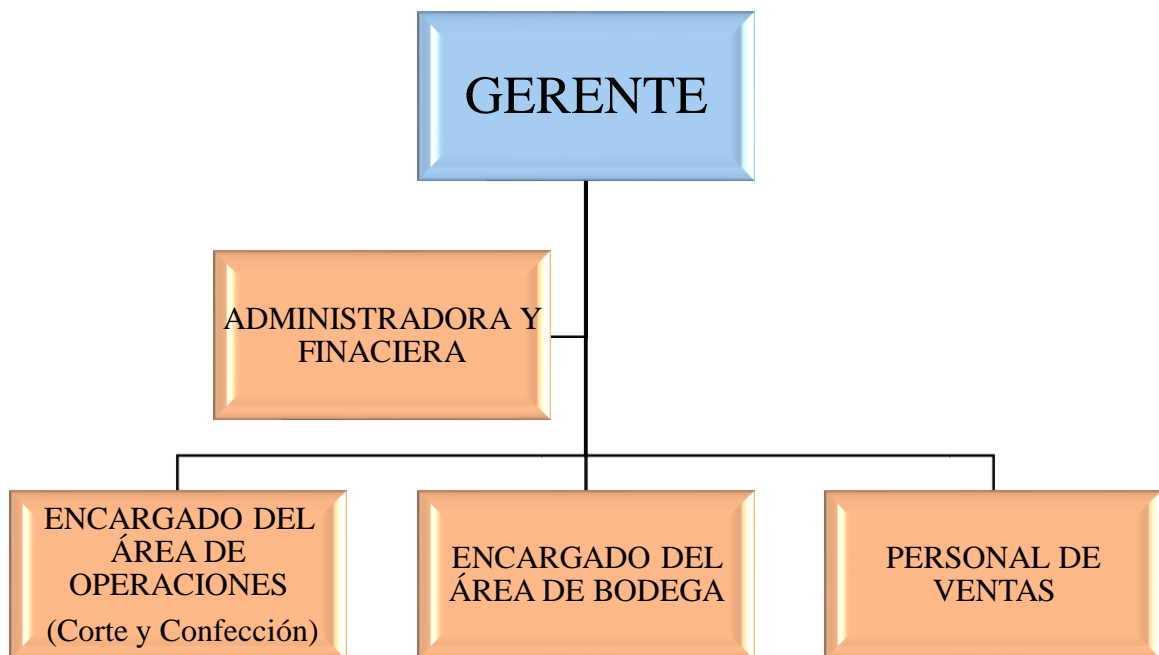 GERENTE
ADMINISTRADORA Y
FINACIERA
ENCARGADO DEL
ÁREA DE
OPERACIONES
(Corte y Confección)
ENCARGADO DEL
ÁREA DE BODEGA
PERSONAL DE
VENTAS